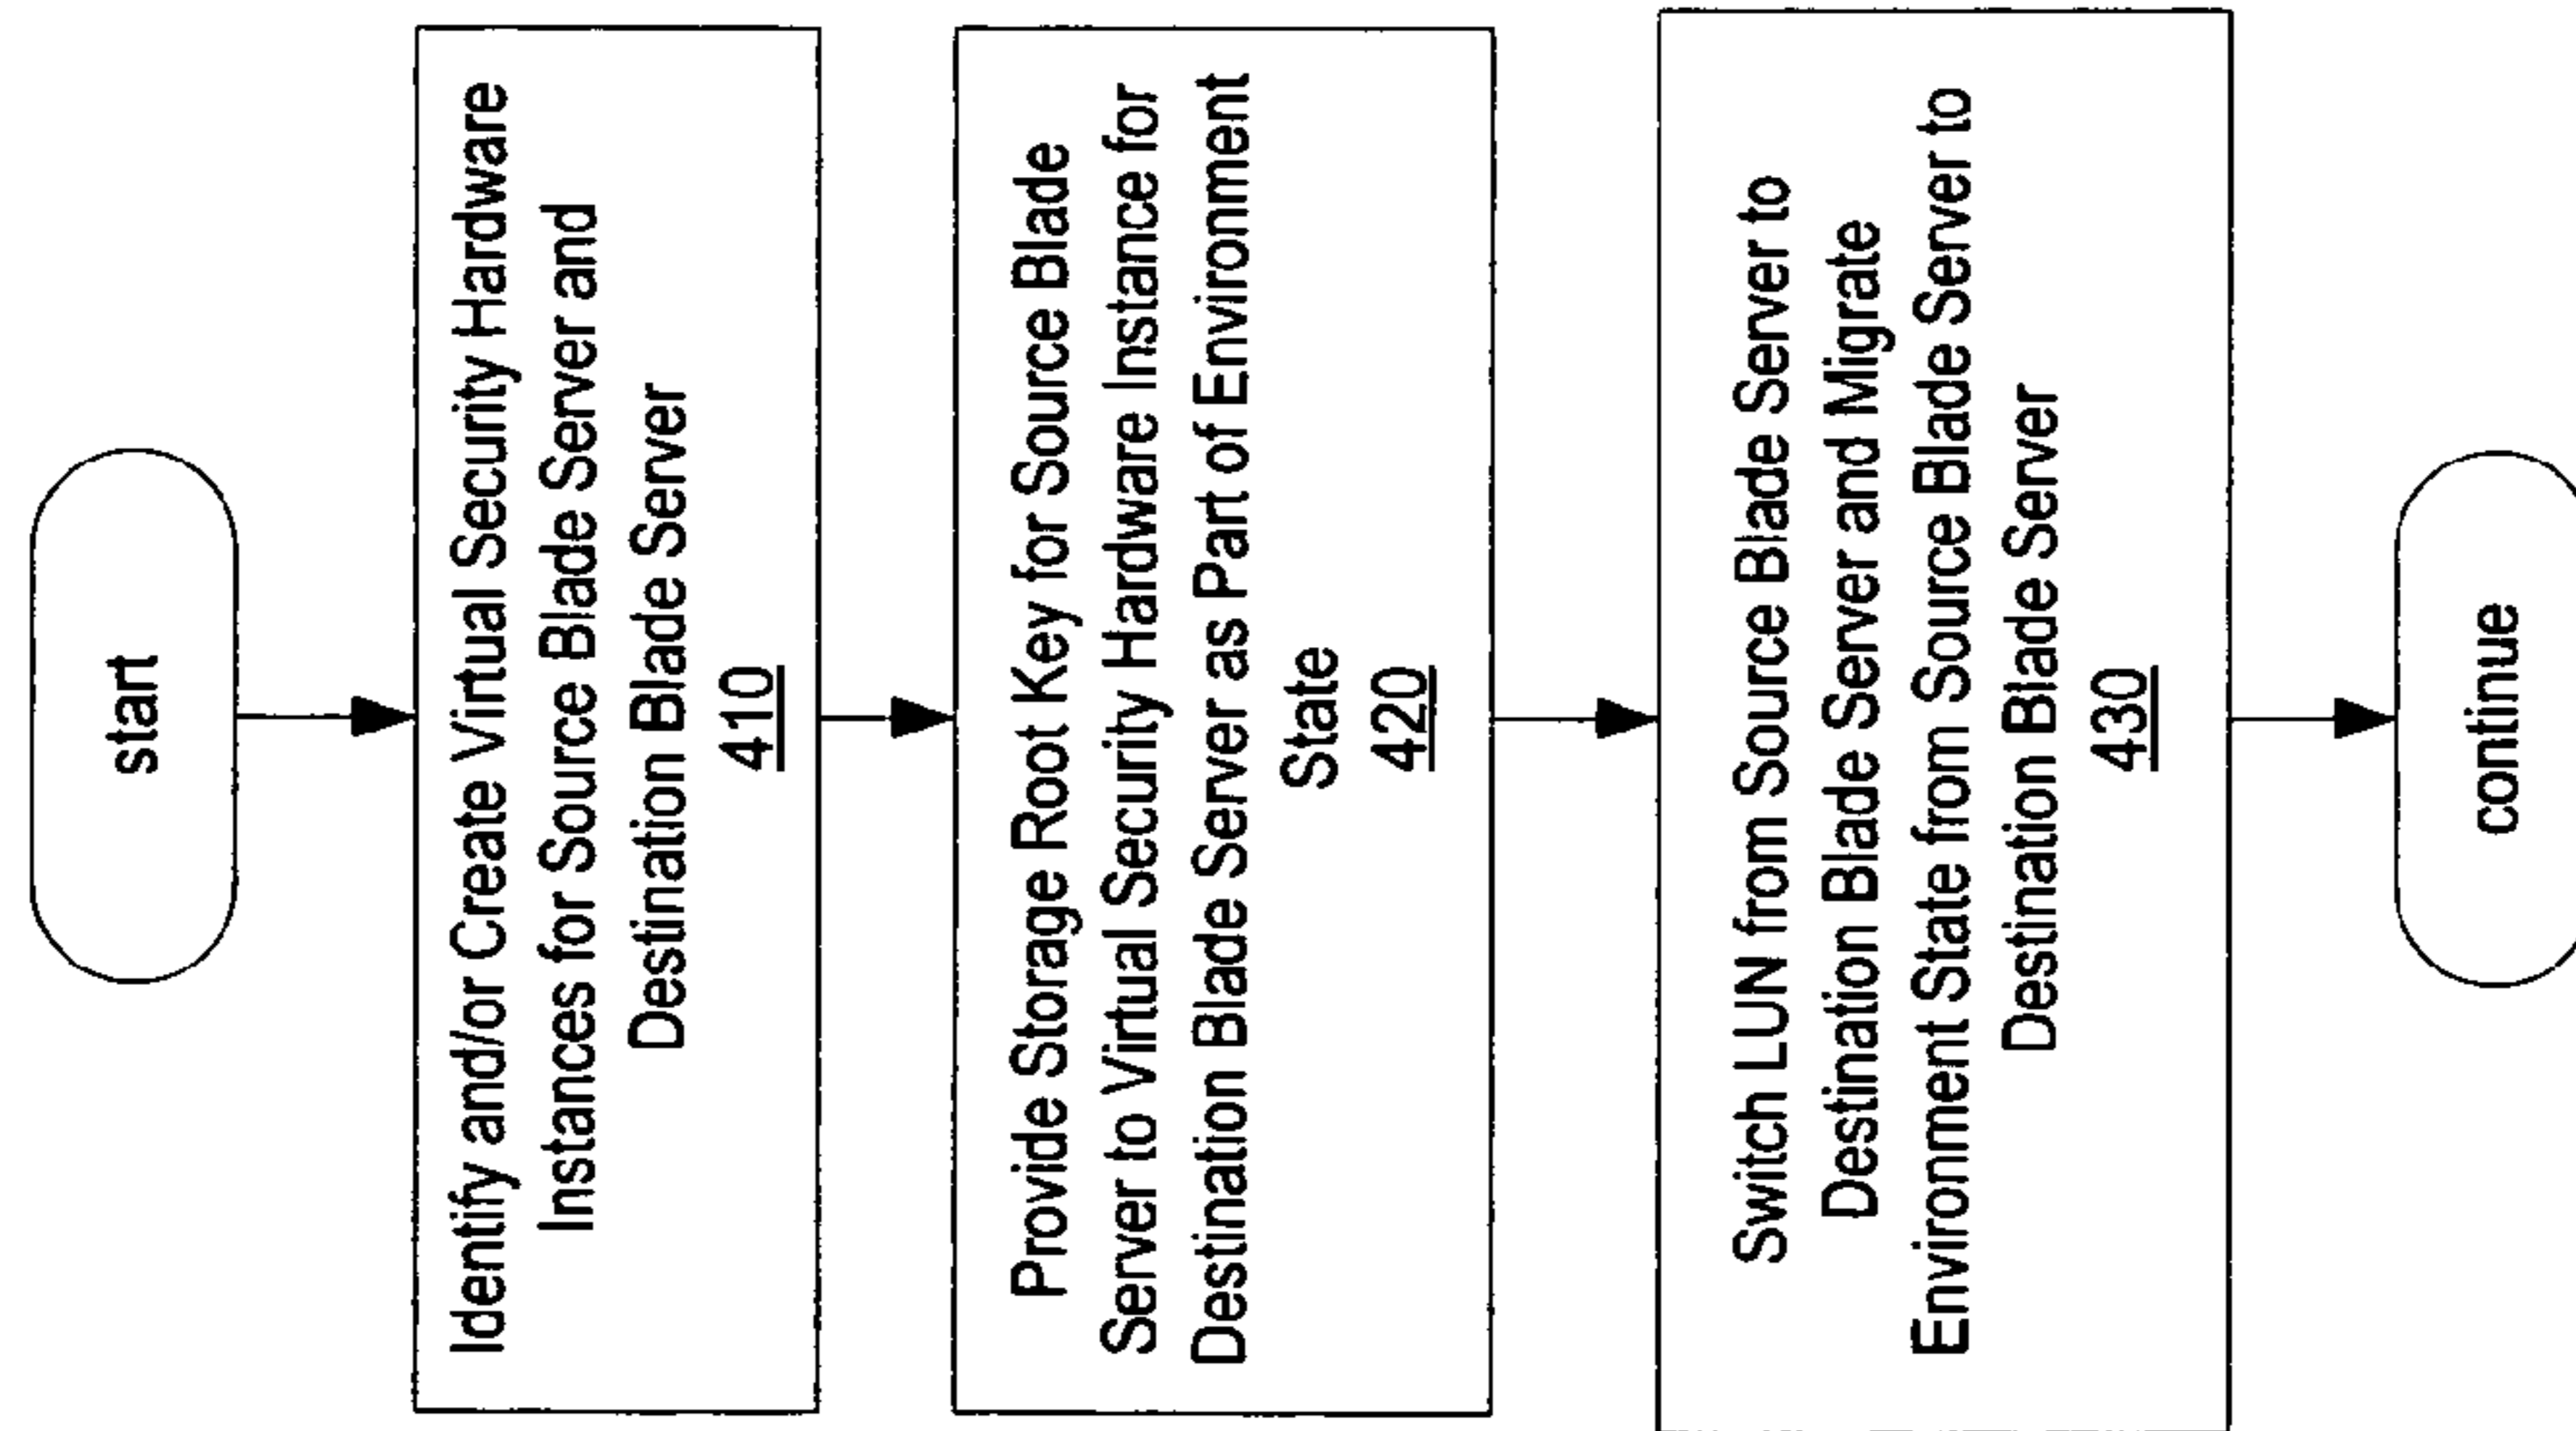 start
Identify and/or Create Virtual Security Hardware
Instances for Source Blade Server and
Destination Blade Server
410
Provide Storage Root Key for Source Blade
Server to Virtual Security Hardware Instance for
Destination Blade Server as Part of Environment
State
420
Switch LUN from Source Blade Server to
Destination Blade Server and Migrate
Environment State from Source Blade Server to
Destination Blade Server
430
continue